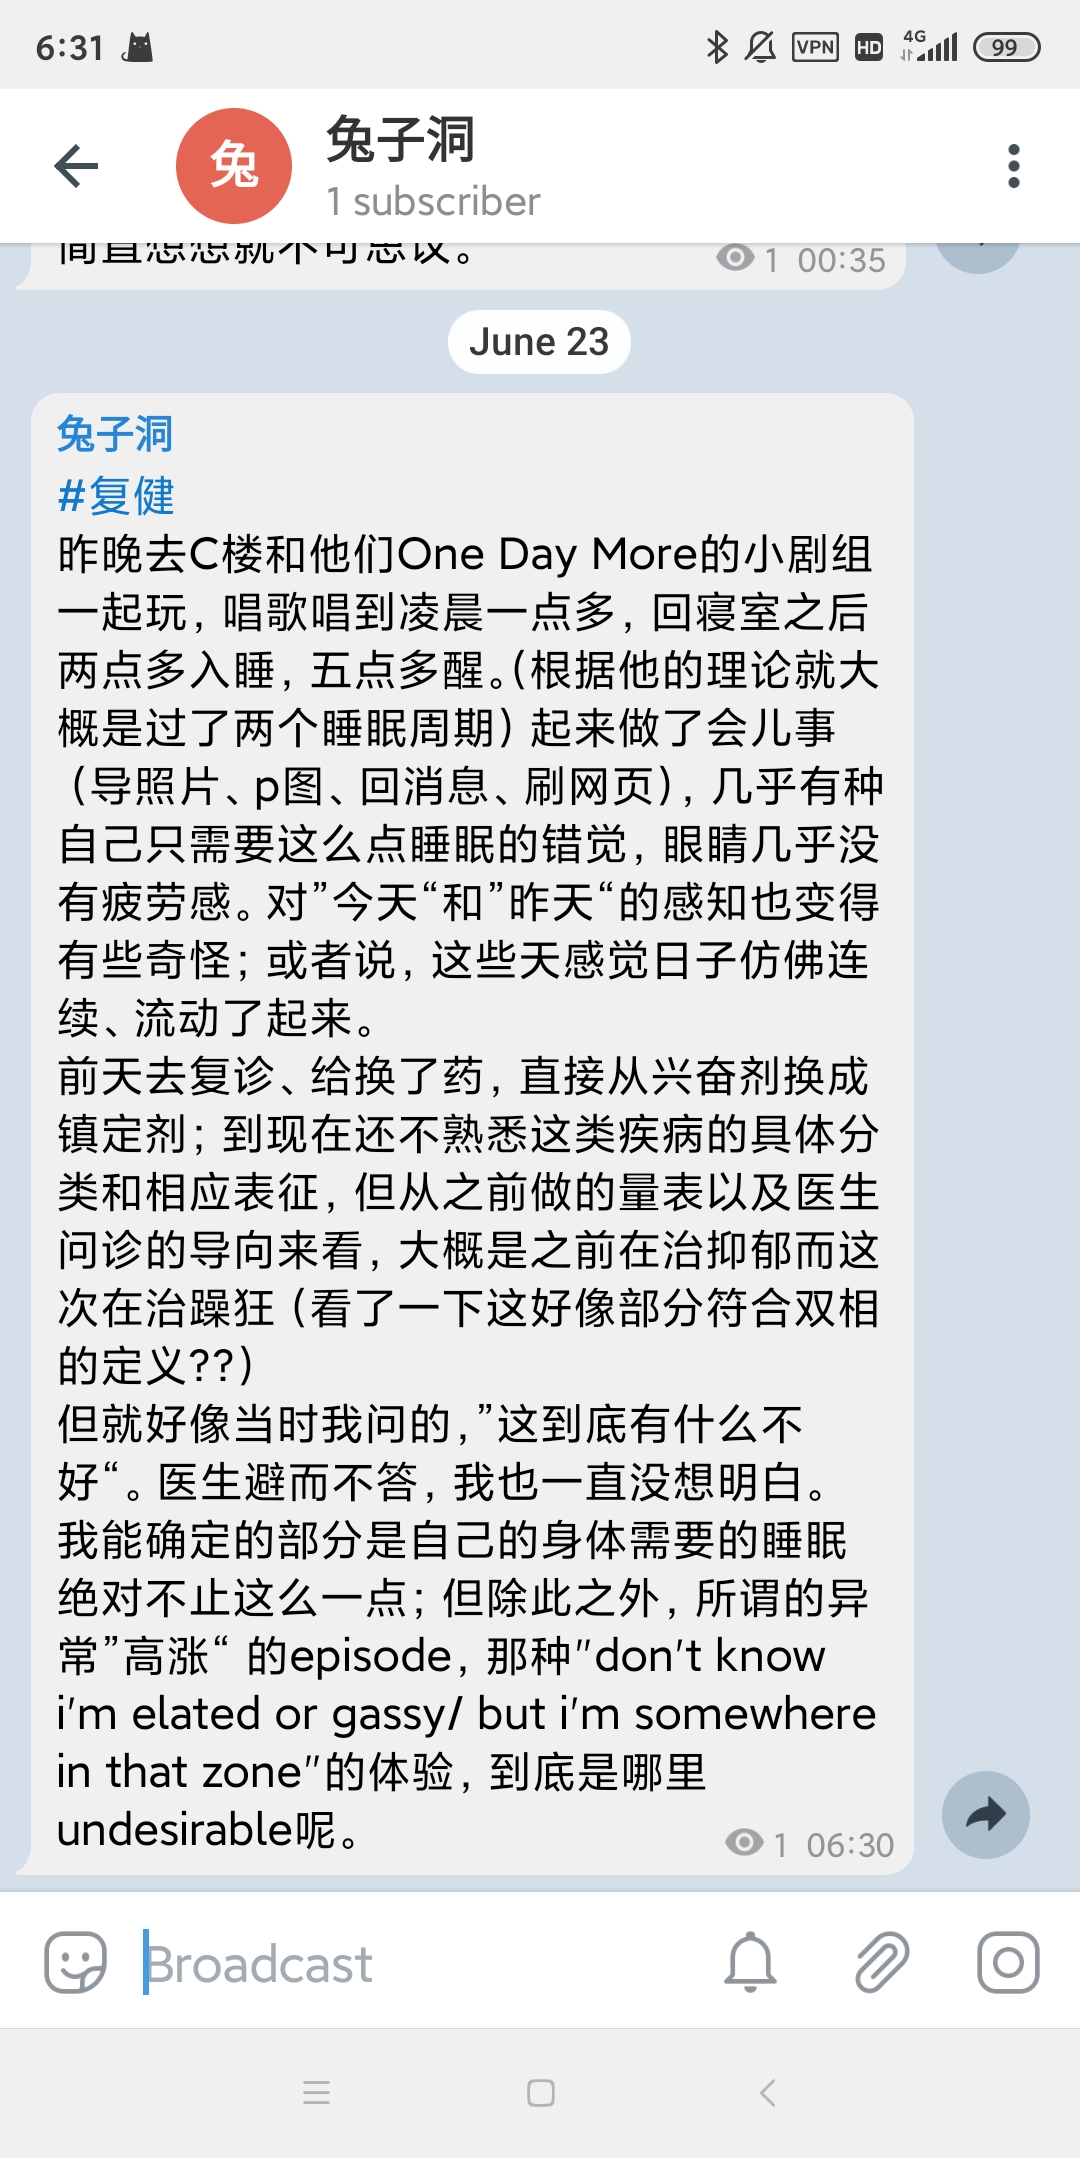 6:31
VPN
HD
4G
99
兔
兔子洞
1 subscriber
简直想想就不可思议。
1 00:35
June 23
兔子洞
#复健
昨晚去C楼和他们One Day More的小剧组
一起玩，唱歌唱到凌晨一点多，回寝室之后
两点多入睡，五点多醒。（根据他的理论就大
概是过了两个睡眠周期）起来做了会儿事
（导照片、p图、回消息、刷网页），几乎有种
自己只需要这么点睡眠的错觉，眼睛几乎没
有疲劳感。对”今天“和”昨天“的感知也变得
有些奇怪；或者说，这些天感觉日子仿佛连
续、流动了起来。
前天去复诊、给换了药，直接从兴奋剂换成
镇定剂；到现在还不熟悉这类疾病的具体分
类和相应表征，但从之前做的量表以及医生
问诊的导向来看，大概是之前在治抑郁而这
次在治躁狂（看了一下这好像部分符合双相
的定义??）
但就好像当时我问的，”这到底有什么不
好“。医生避而不答，我也一直没想明白。
我能确定的部分是自己的身体需要的睡眠
绝对不止这么一点；但除此之外，所谓的异
常”高涨“ 的episode，那种"don't know
i'm elated or gassy/ but i'm somewhere
in that zone"的体验，到底是哪里
undesirable呢。
1 06:30
Broadcast